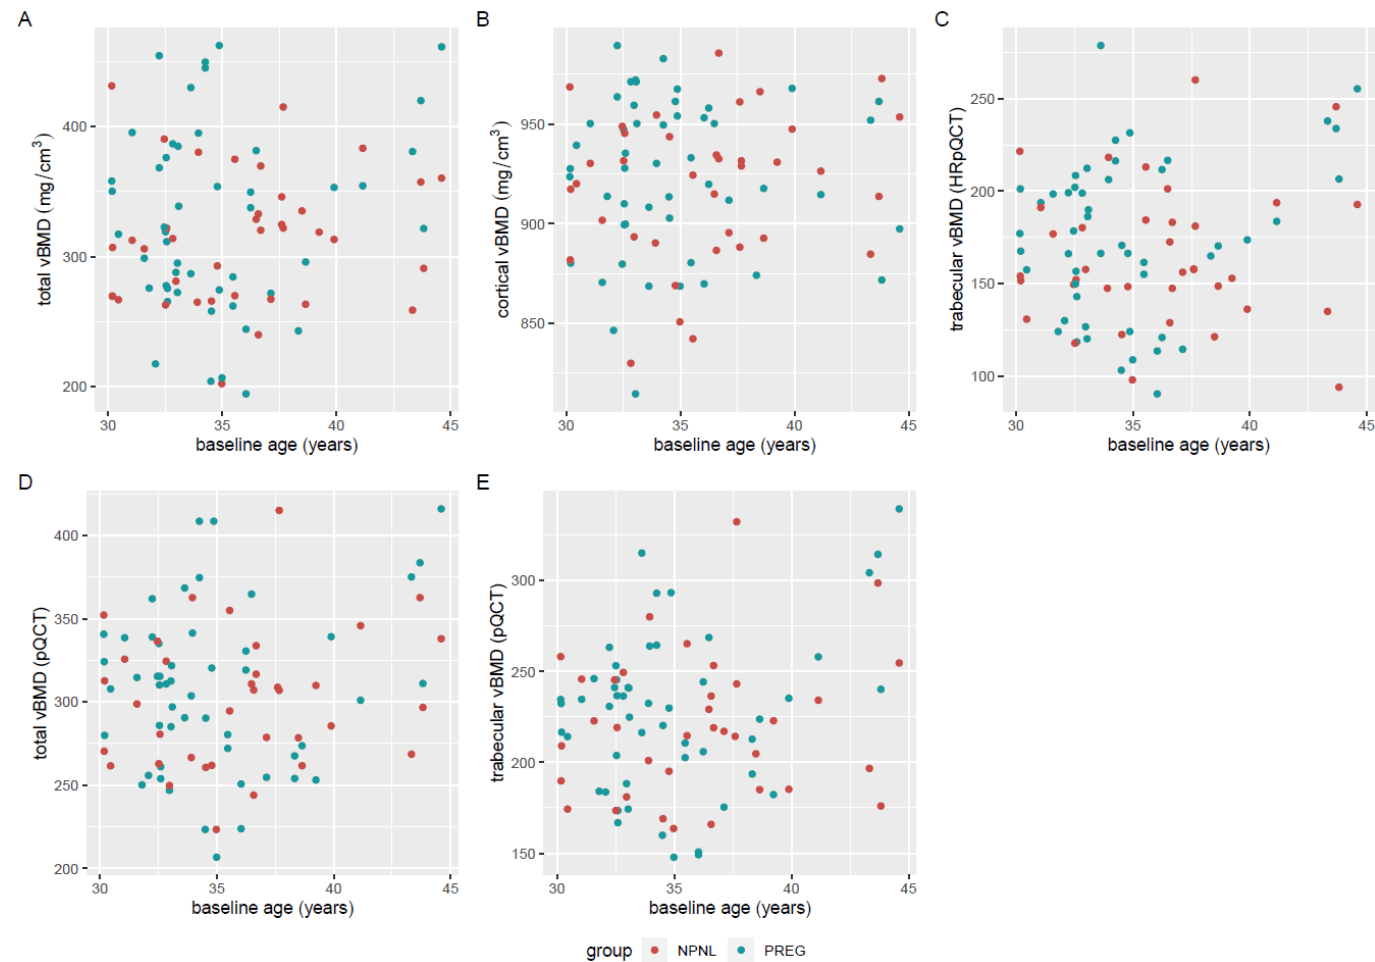 A
total vBMD (mg/cm³)
400
300
200
30 35 40 45
baseline age (years)
B
cortical vBMD (mg/cm³)
950
900
850
30 35 40 45
baseline age (years)
C
trabecular vBMD (HRpQCT)
250
200
150
100
30 35 40 45
baseline age (years)
D
total vBMD (pQCT)
400
350
300
250
200
30 35 40 45
baseline age (years)
E
trabecular vBMD (pQCT)
300
250
200
150
30 35 40 45
baseline age (years)
group NPNL PREG